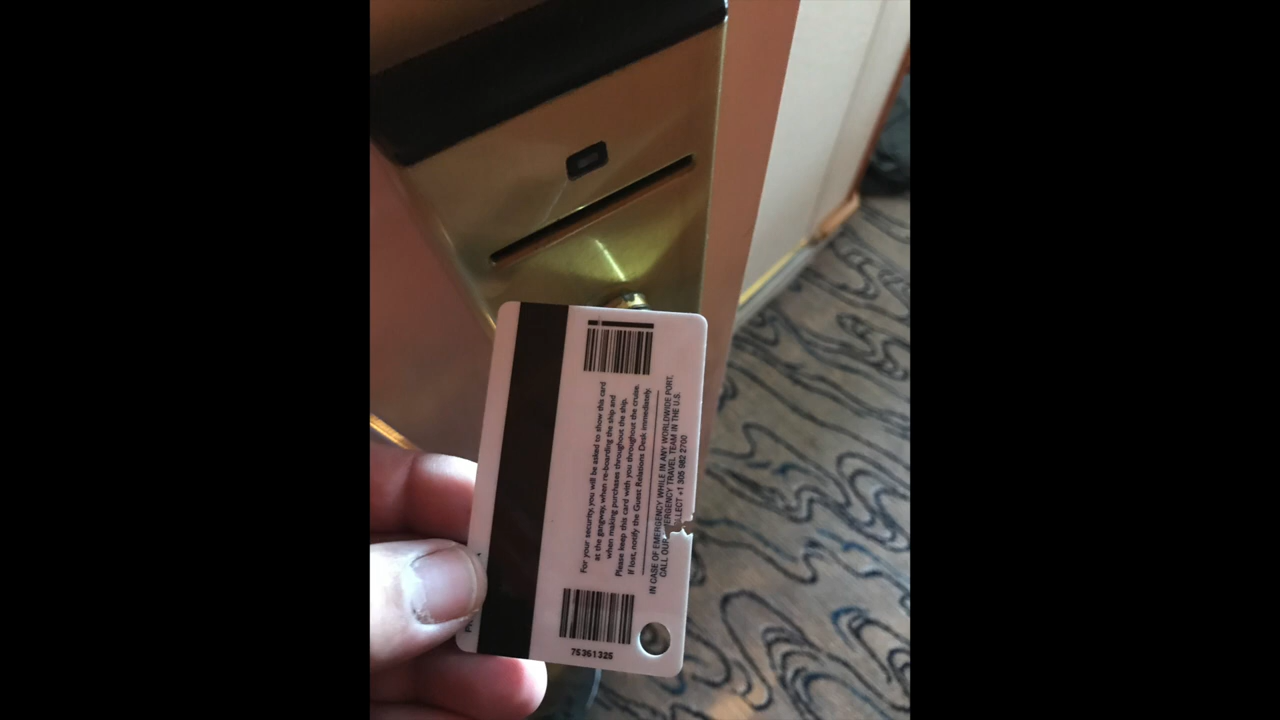 For your security, you will be asked to show this card
at the gangway, when re-boarding the ship and
when making purchases throughout the ship.
Please keep this card with you throughout the cruise.
If lost, notify the Guest Relations Desk immediately.
IN CASE OF EMERGENCY WHILE IN ANY WORLDWIDE PORT,
CALL OUR EMERGENCY TRAVEL TEAM IN THE U.S.
COLLECT +1 305 982 2700
75361325